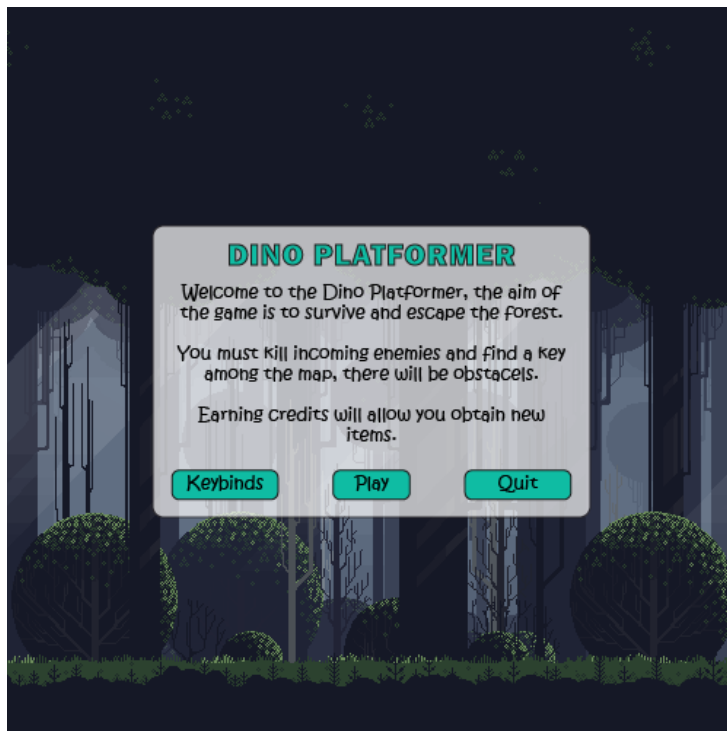 DINO PLATFORMER
Welcome to the Dino Platformer, the aim of
the game is to survive and escape the forest.
You must kill incoming enemies and find a key
among the map, there will be obstacels.
Earning credits will allow you obtain new
items.
Keybinds
Play
Quit